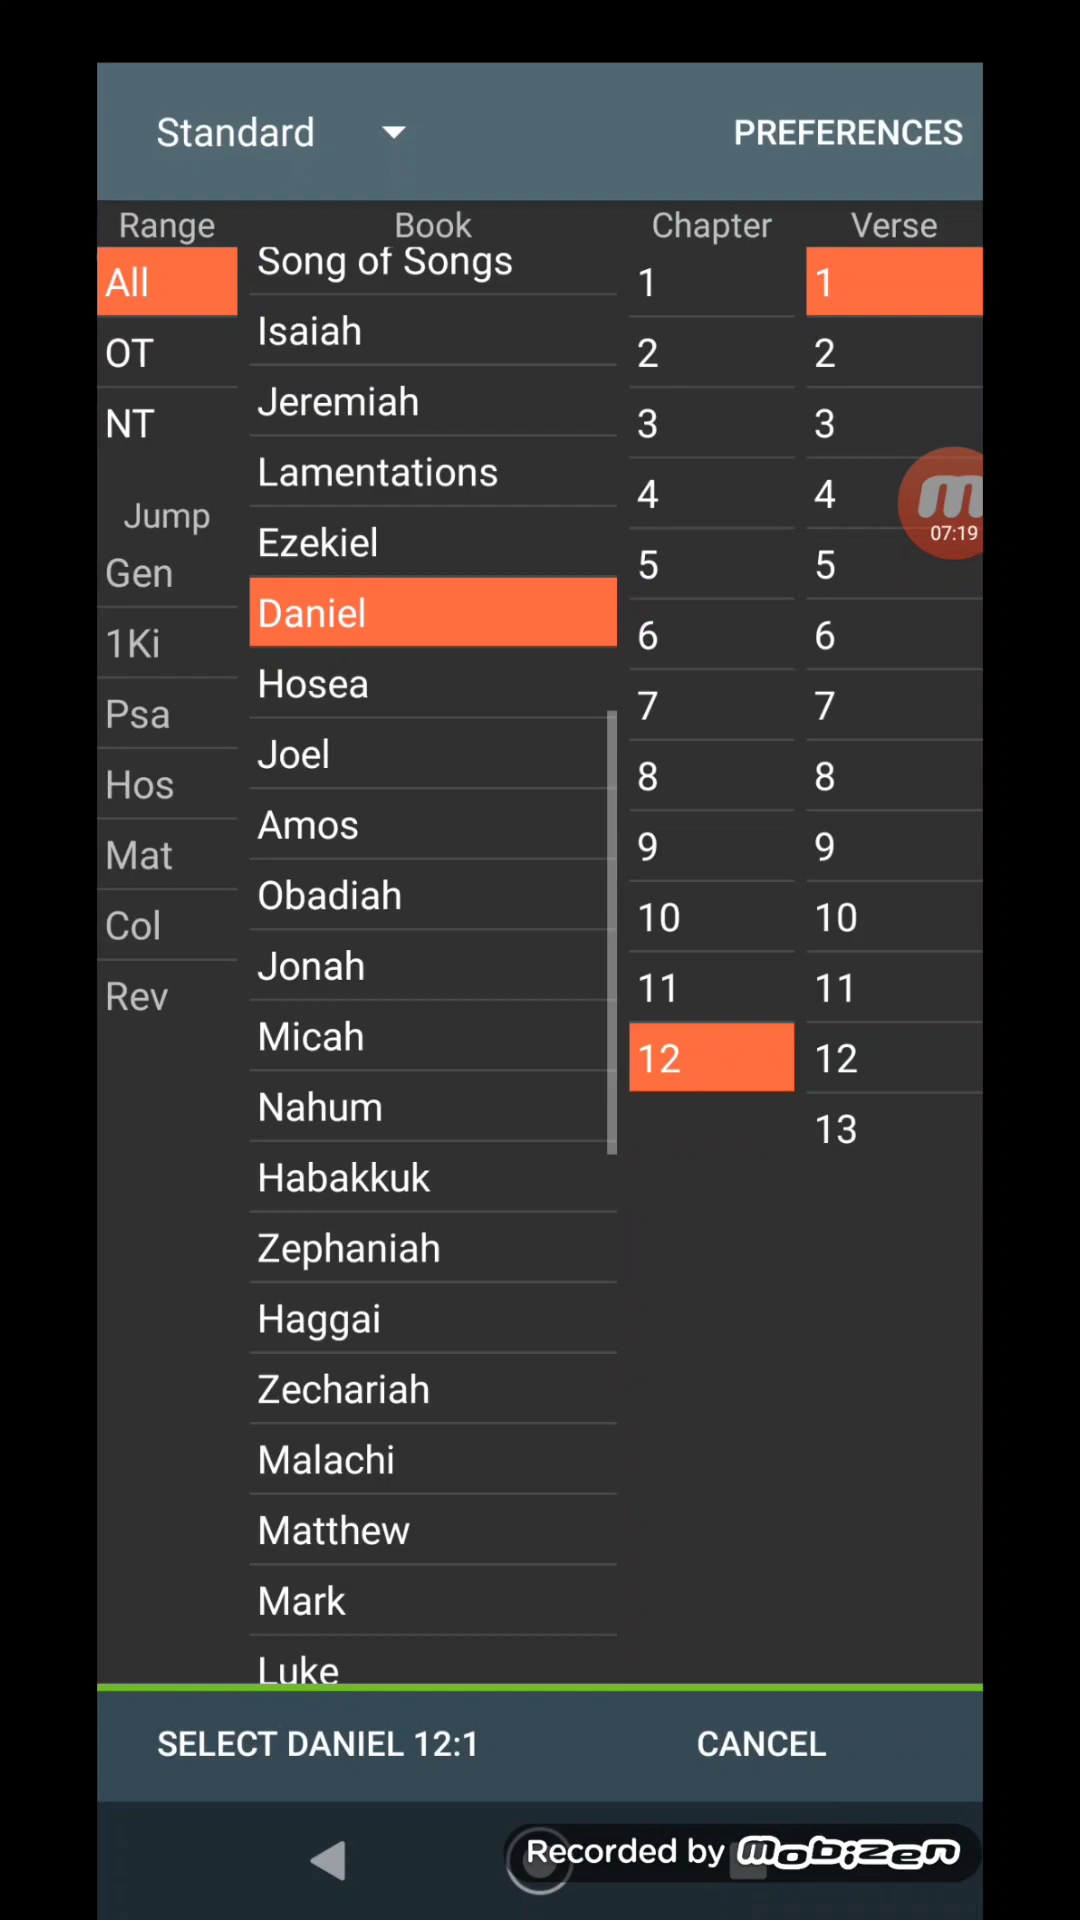 Standard
PREFERENCES
Range
Book
Chapter
Verse
All
OT
NT
Jump
Gen
1Ki
Psa
Hos
Mat
Col
Rev
Song of Songs
Isaiah
Jeremiah
Lamentations
Ezekiel
Daniel
Hosea
Joel
Amos
Obadiah
Jonah
Micah
Nahum
Habakkuk
Zephaniah
Haggai
Zechariah
Malachi
Matthew
Mark
Luke
1
2
3
4
5
6
7
8
9
10
11
12
1
2
3
4
5
6
7
8
9
10
11
12
13
m
07:19
SELECT DANIEL 12:1
CANCEL
Recorded by mobizen